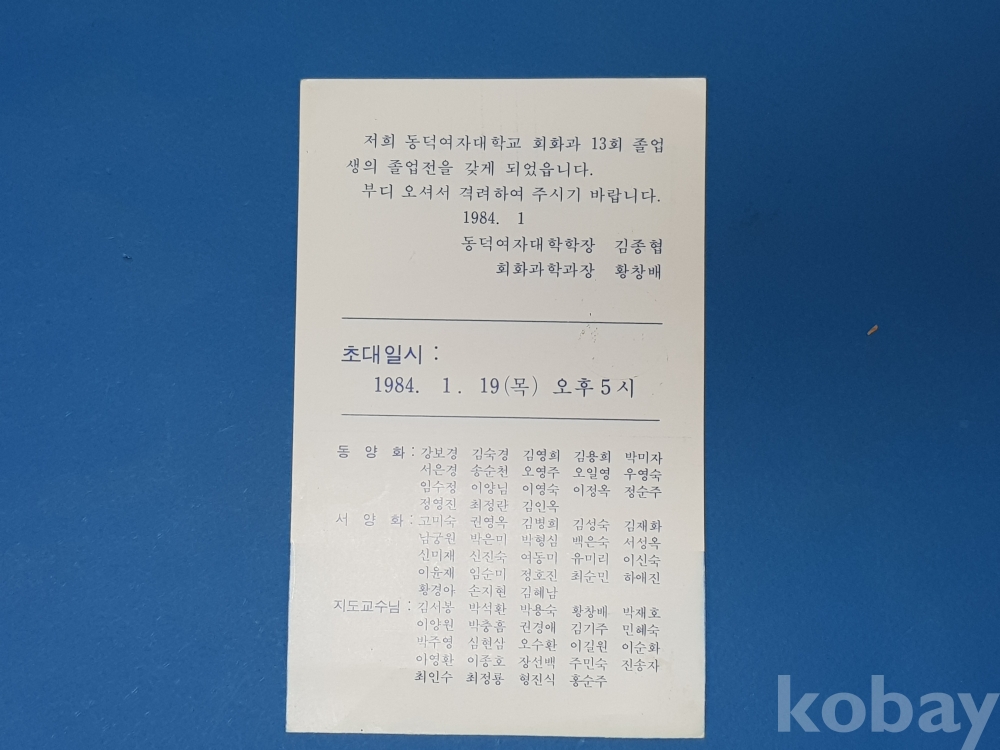 저희 동덕여자대학교 회화과 13회 졸업
생의 졸업전을 갖게 되었읍니다.
부디 오셔서 격려하여 주시기 바랍니다.
1984. 1
동덕여자대학학장 김종협
회화과학과장 황창배
초대일시 :
1984. 1. 19(목) 오후 5시
동 양 화 : 강보경 김숙경 김영희 김용희 박미자
서은경 송순천 오영주 오일영 우영숙
임수정 이양님 이영숙 이정옥 정순주
정영진 최정란 김인옥
서 양 화 : 고미숙 권영옥 김병희 김성숙 김재화
남궁원 박은미 박형심 백은숙 서성옥
신미재 신진숙 여동미 유미리 이신숙
이윤재 임순미 정호진 최순민 하애진
황경아 손지현 김혜남
지도교수님 : 김서봉 박석환 박용숙 황창배 박재호
이양원 박충흠 권경애 김기주 민혜숙
박주영 심현삼 오수환 이길원 이순화
아영환 이종호 장선백 주민숙 진송자
최인수 최정룡 형진식 홍순주
kobay